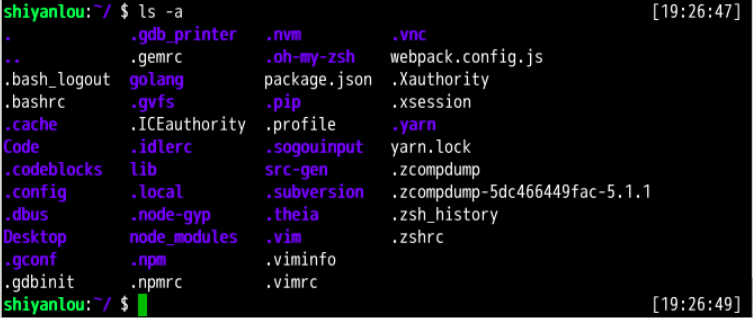 shiyanlou:~/ $ ls -a [19:26:47]
. .gdb_printer .nvm .vnc
.. .gemrc .oh-my-zsh webpack.config.js
.bash_logout golang package.json .Xauthority
.bashrc .gvfs .pip .xsession
.cache .ICEauthority .profile .yarn
Code .idlerc .sogouinput yarn.lock
.codeblocks lib src-gen .zcompdump
.config .local .subversion .zcompdump-5dc466449fac-5.1.1
.dbus .node-gyp .theia .zsh_history
Desktop node_modules .vim .zshrc
.gconf .npm .viminfo
.gdbinit .npmrc .vimrc
shiyanlou:~/ $ [19:26:49]